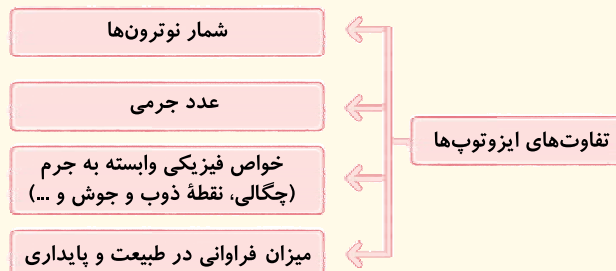 تفاوت‌های ایزوتوپ‌ها
شمار نوترون‌ها
عدد جرمی
خواص فیزیکی وابسته به جرم
(چگالی، نقطهٔ ذوب و جوش و ...)
میزان فراوانی در طبیعت و پایداری